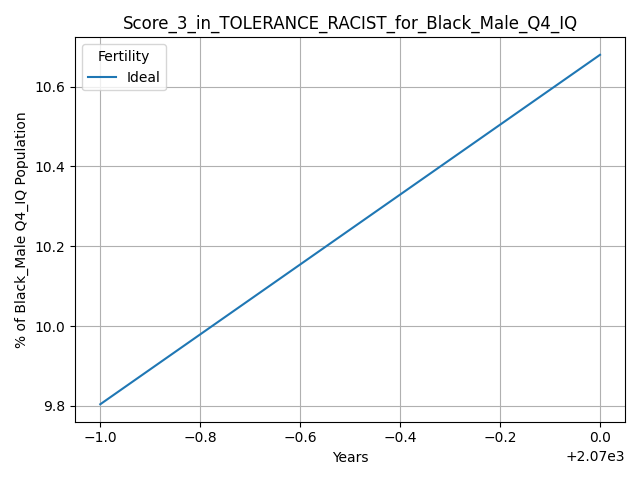 Score_3_in_TOLERANCE_RACIST_for_Black_Male_Q4_IQ
Fertility
Ideal
% of Black_Male Q4_IQ Population
10.6
10.4
10.2
10.0
9.8
−1.0 −0.8 −0.6 −0.4 −0.2 0.0
+2.07e3
Years